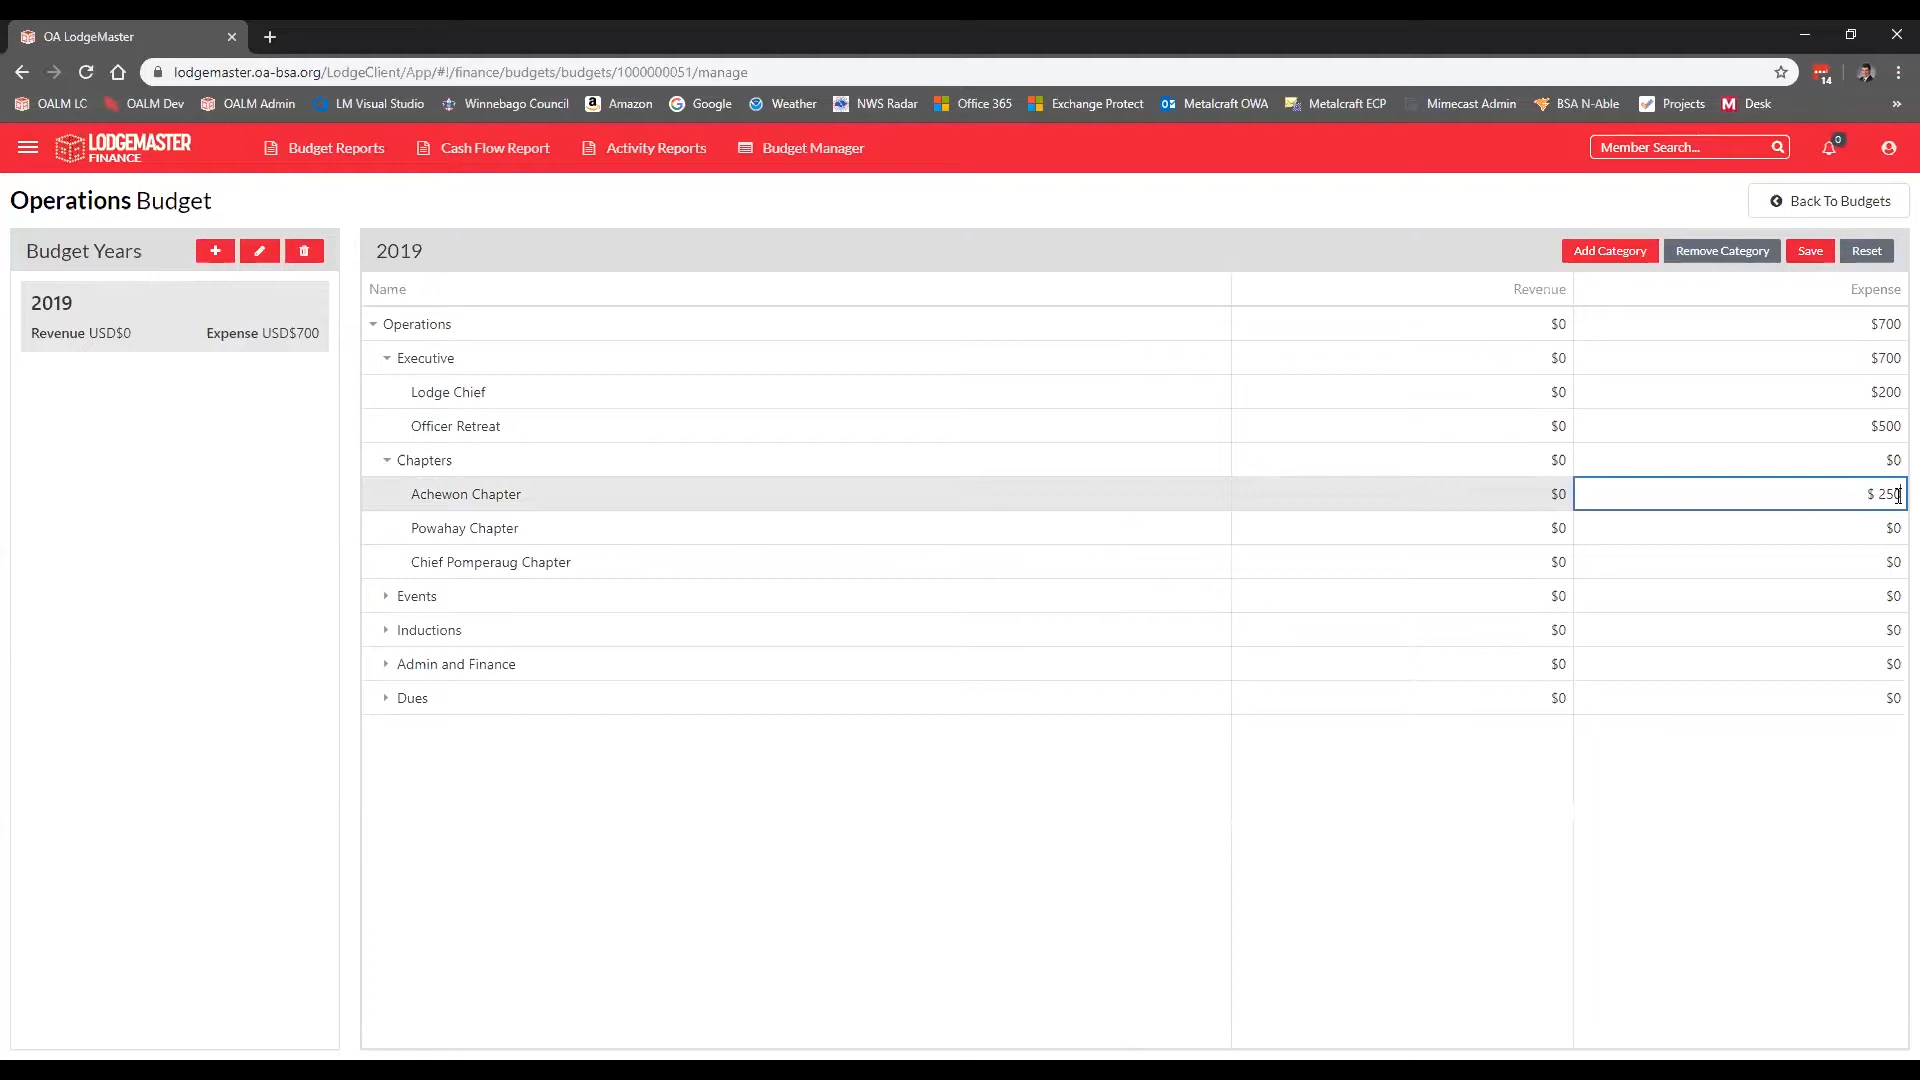 OA LodgeMaster
lodgemaster.oa-bsa.org/LodgeClient/App/#!/finance/budgets/budgets/1000000051/manage
14
OALM LC OALM Dev OALM Admin LM Visual Studio Winnebago Council Amazon Google Weather NWS Radar Office 365 Exchange Protect Metalcraft OWA Metalcraft ECP Mimecast Admin BSA N-Able Projects Desk »
LODGEMASTER
FINANCE
Budget Reports Cash Flow Report Activity Reports Budget Manager Member Search... 0
Operations Budget Back To Budgets
Budget Years 2019 Add Category Remove Category Save Reset
2019
Revenue USD$0 Expense USD$700
Name Revenue Expense
Operations $0 $700
Executive $0 $700
Lodge Chief $0 $200
Officer Retreat $0 $500
Chapters $0 $0
Achewon Chapter $0 $ 250
Powahay Chapter $0 $0
Chief Pomperaug Chapter $0 $0
Events $0 $0
Inductions $0 $0
Admin and Finance $0 $0
Dues $0 $0